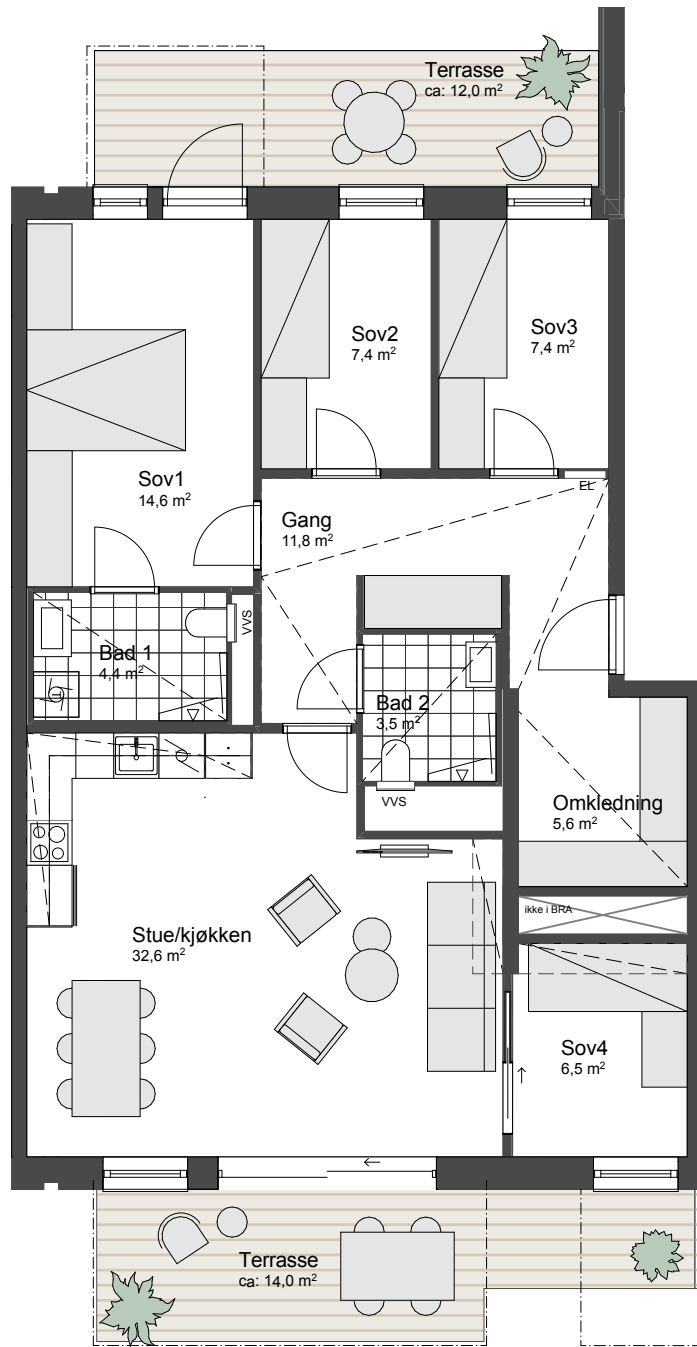 Terrasse
ca: 12,0 m²
Sov2
7,4 m²
Sov3
7,4 m²
Sov1
14,6 m²
EL
Gang
11,8 m²
VVS
Bad 1
4,4 m²
Bad 2
3,5 m²
VVS
Omkledning
5,6 m²
ikke i BRA
Stue/kjøkken
32,6 m²
Sov4
6,5 m²
Terrasse
ca: 14,0 m²